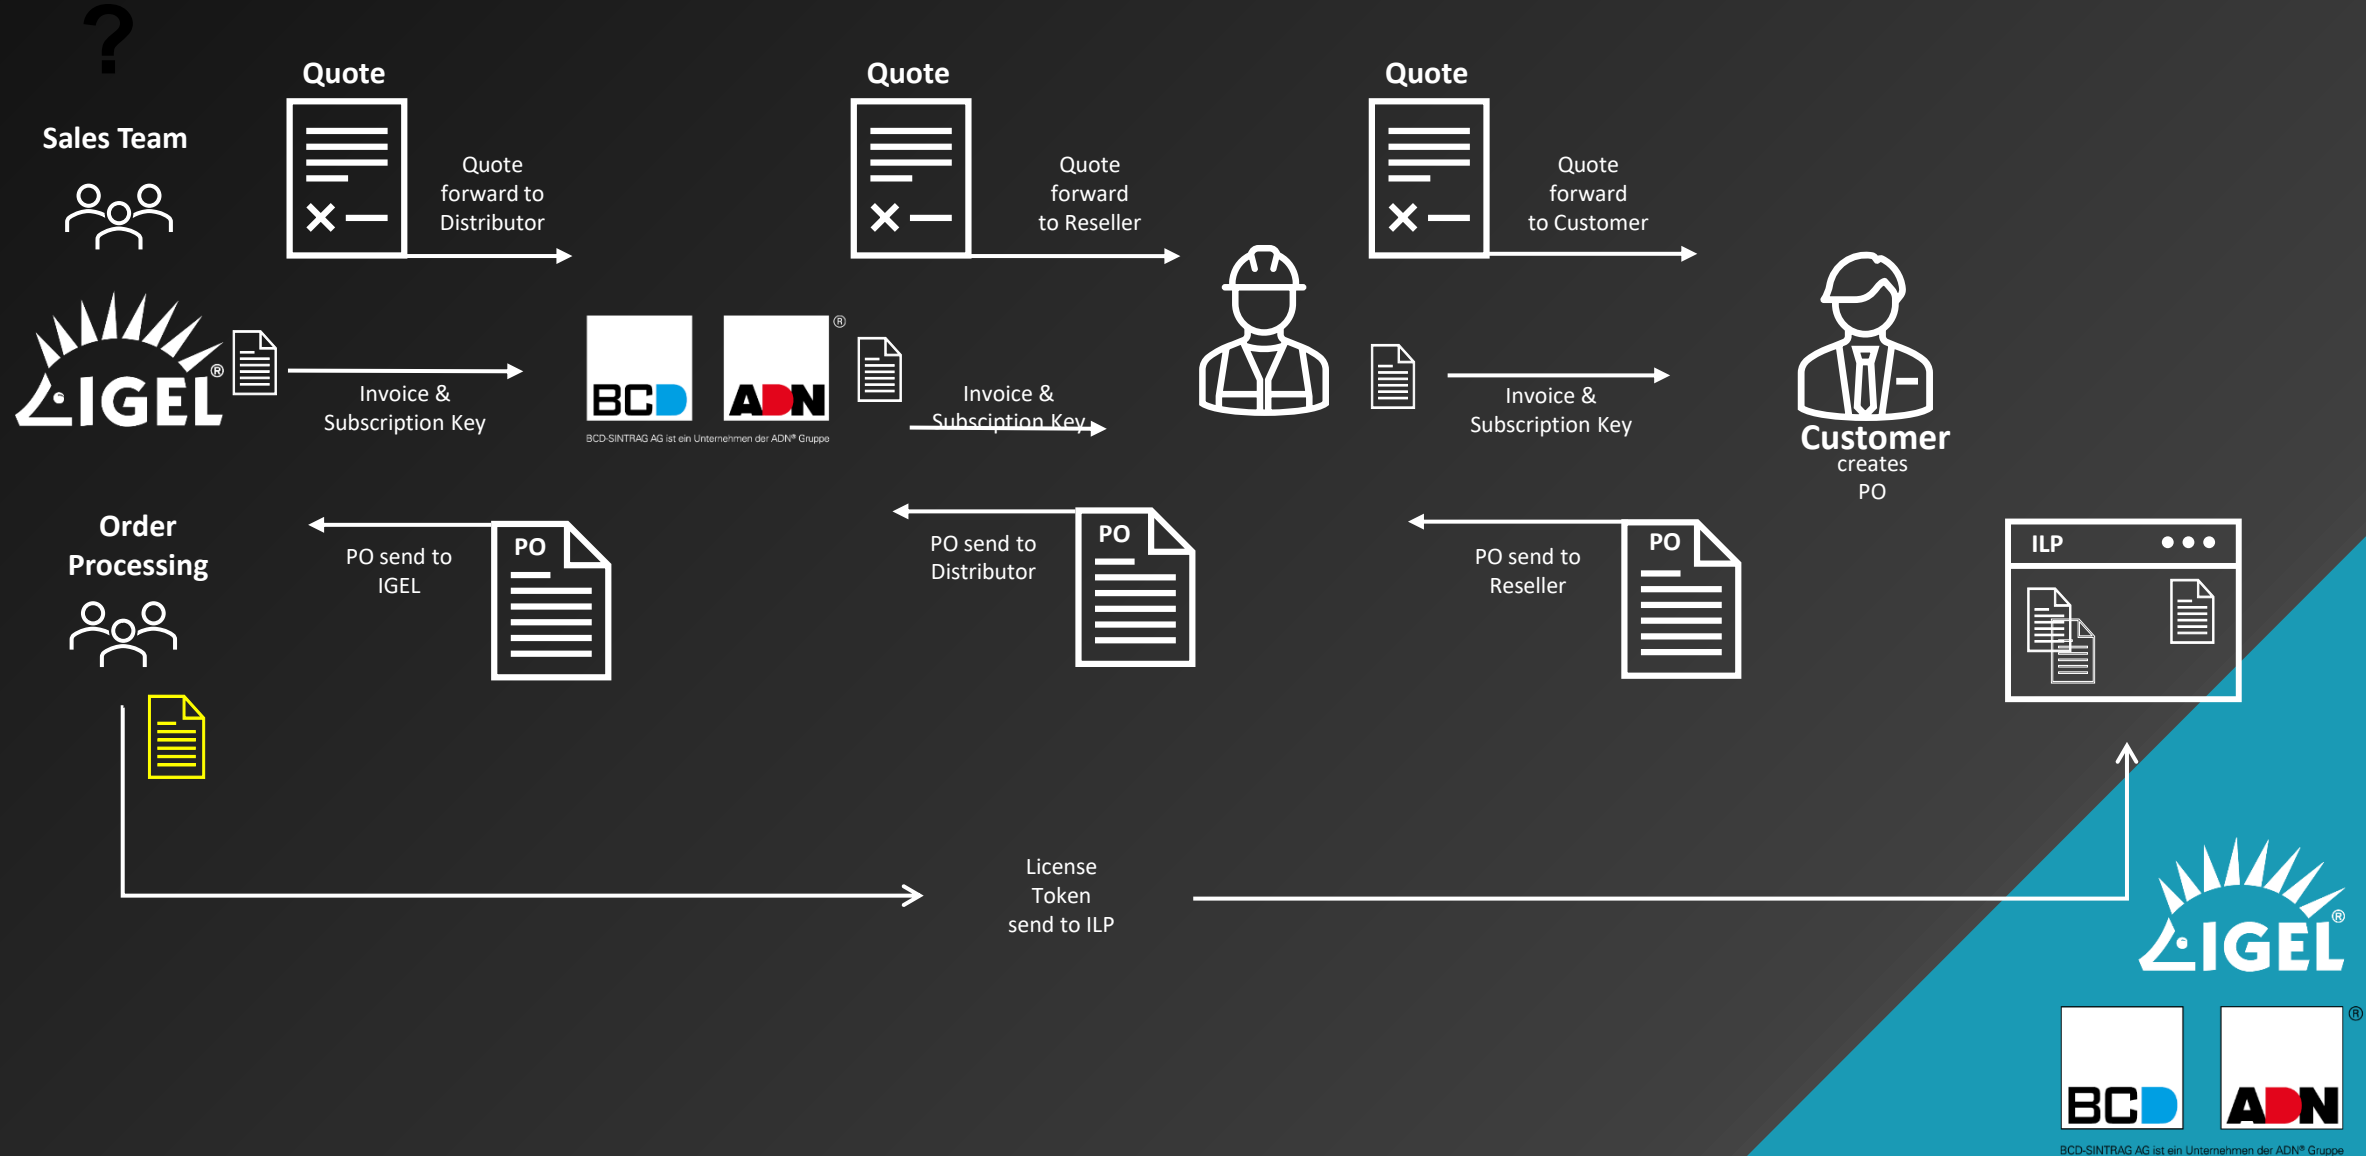 ?
Quote
Quote
Quote
Sales Team
Quote
forward to
Distributor
Quote
forward
to Reseller
Quote
forward
to Customer
IGEL®
Invoice &
Subscription Key
BCD ADN®
BCD-SINTRAG AG ist ein Unternehmen der ADN® Gruppe
Invoice &
Subscription Key
Invoice &
Subscription Key
Customer
creates
PO
Order
Processing
PO send to
IGEL
PO
PO send to
Distributor
PO
PO send to
Reseller
PO
ILP
License
Token
send to ILP
IGEL®
BCD ADN®
BCD-SINTRAG AG ist ein Unternehmen der ADN® Gruppe